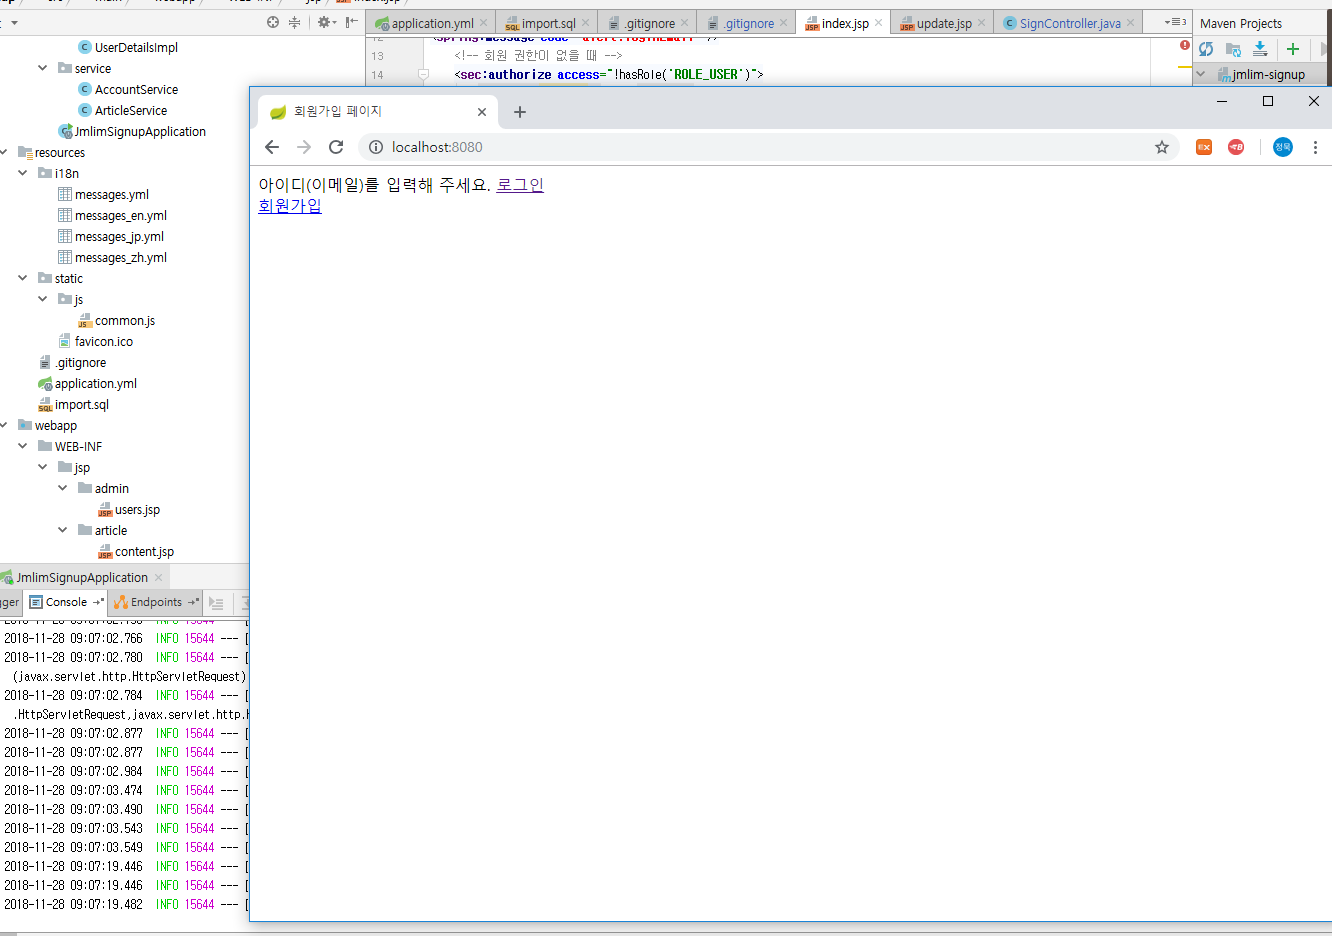 main
webapp
jsp
application.yml
import.sql
.gitignore
.gitignore
index.jsp
update.jsp
SignController.java
3
Maven Projects
jmlim-signup
13
<!-- 회원 권한이 없을 때 -->
14
<sec:authorize access="!hasRole('ROLE_USER')">
UserDetailsImpl
service
AccountService
ArticleService
JmlimSignupApplication
resources
i18n
messages.yml
messages_en.yml
messages_jp.yml
messages_zh.yml
static
js
common.js
favicon.ico
.gitignore
application.yml
import.sql
webapp
WEB-INF
jsp
admin
users.jsp
article
content.jsp
회원가입 페이지
localhost:8080
정묵
아이디(이메일)를 입력해 주세요. 로그인
회원가입
JmlimSignupApplication
gger
Console
Endpoints
2018-11-28 09:07:02.766 INFO 15644 --- [
2018-11-28 09:07:02.780 INFO 15644 --- [
(javax.servlet.http.HttpServletRequest)
2018-11-28 09:07:02.784 INFO 15644 --- [
.HttpServletRequest,javax.servlet.http.H
2018-11-28 09:07:02.877 INFO 15644 --- [
2018-11-28 09:07:02.877 INFO 15644 --- [
2018-11-28 09:07:02.984 INFO 15644 --- [
2018-11-28 09:07:03.474 INFO 15644 --- [
2018-11-28 09:07:03.490 INFO 15644 --- [
2018-11-28 09:07:03.543 INFO 15644 --- [
2018-11-28 09:07:03.549 INFO 15644 --- [
2018-11-28 09:07:19.446 INFO 15644 --- [
2018-11-28 09:07:19.446 INFO 15644 --- [
2018-11-28 09:07:19.482 INFO 15644 --- [